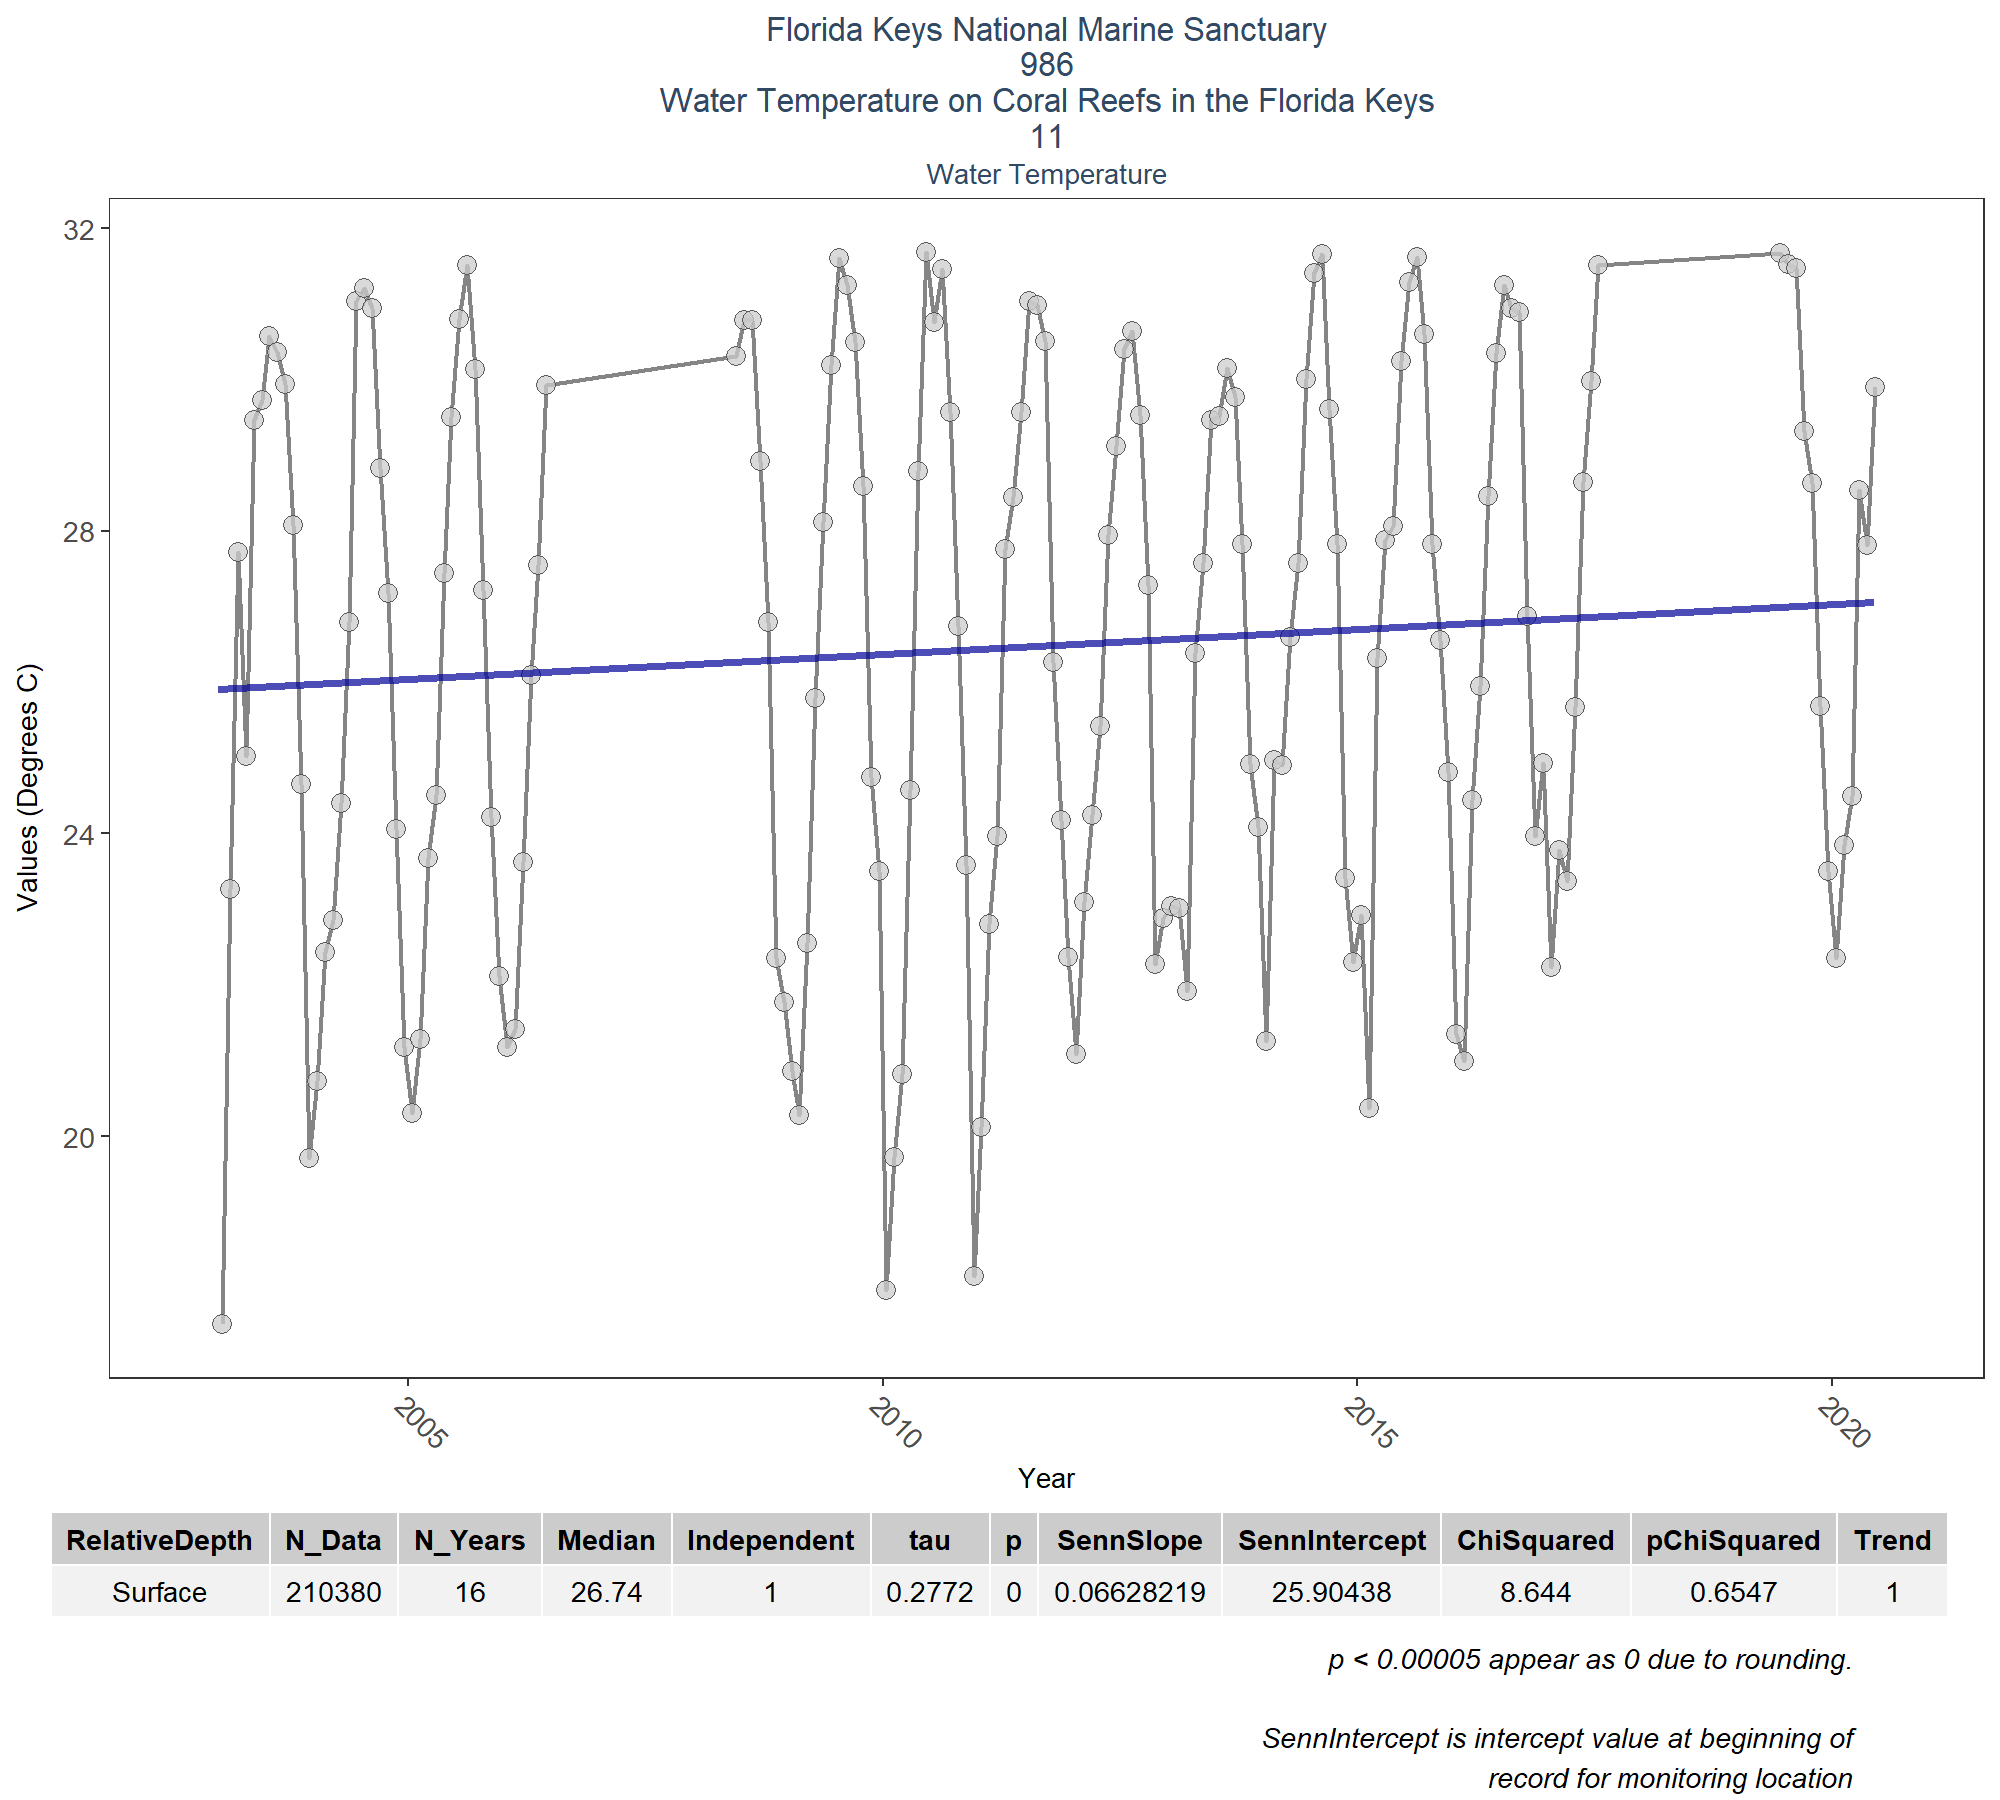 Florida Keys National Marine Sanctuary
986
Water Temperature on Coral Reefs in the Florida Keys
11
Water Temperature
32
28
24
20
Values (Degrees C)
2005
2010
2015
2020
Year
RelativeDepth N_Data N_Years Median Independent tau p SennSlope SennIntercept ChiSquared pChiSquared Trend
Surface 210380 16 26.74 1 0.2772 0 0.06628219 25.90438 8.644 0.6547 1
p < 0.00005 appear as 0 due to rounding.
SennIntercept is intercept value at beginning of
record for monitoring location